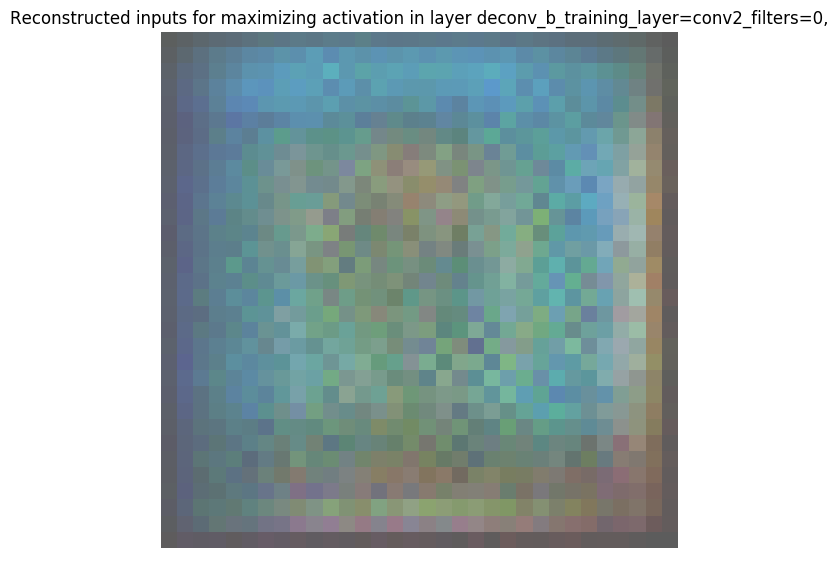 Reconstructed inputs for maximizing activation in layer deconv_b_training_layer=conv2_filters=0,